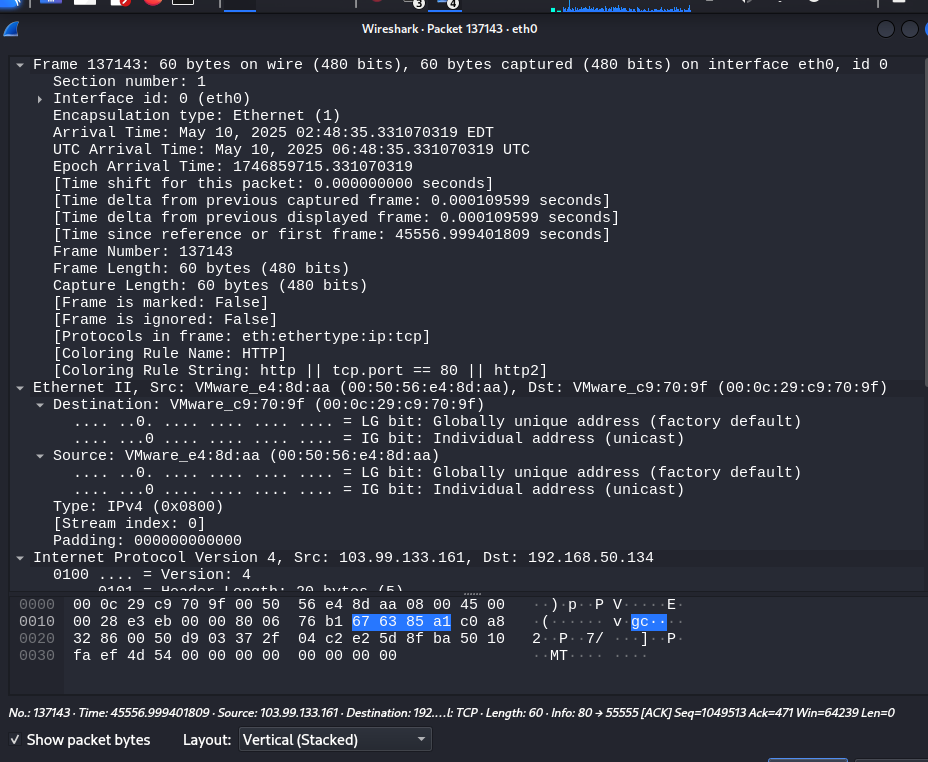 3
4
Wireshark · Packet 137143 · eth0
Frame 137143: 60 bytes on wire (480 bits), 60 bytes captured (480 bits) on interface eth0, id 0
Section number: 1
Interface id: 0 (eth0)
Encapsulation type: Ethernet (1)
Arrival Time: May 10, 2025 02:48:35.331070319 EDT
UTC Arrival Time: May 10, 2025 06:48:35.331070319 UTC
Epoch Arrival Time: 1746859715.331070319
[Time shift for this packet: 0.000000000 seconds]
[Time delta from previous captured frame: 0.000109599 seconds]
[Time delta from previous displayed frame: 0.000109599 seconds]
[Time since reference or first frame: 45556.999401809 seconds]
Frame Number: 137143
Frame Length: 60 bytes (480 bits)
Capture Length: 60 bytes (480 bits)
[Frame is marked: False]
[Frame is ignored: False]
[Protocols in frame: eth:ethertype:ip:tcp]
[Coloring Rule Name: HTTP]
[Coloring Rule String: http || tcp.port == 80 || http2]
Ethernet II, Src: VMware_e4:8d:aa (00:50:56:e4:8d:aa), Dst: VMware_c9:70:9f (00:0c:29:c9:70:9f)
Destination: VMware_c9:70:9f (00:0c:29:c9:70:9f)
.... ..0. .... .... .... .... = LG bit: Globally unique address (factory default)
.... ...0 .... .... .... .... = IG bit: Individual address (unicast)
Source: VMware_e4:8d:aa (00:50:56:e4:8d:aa)
.... ..0. .... .... .... .... = LG bit: Globally unique address (factory default)
.... ...0 .... .... .... .... = IG bit: Individual address (unicast)
Type: IPv4 (0x0800)
[Stream index: 0]
Padding: 000000000000
Internet Protocol Version 4, Src: 103.99.133.161, Dst: 192.168.50.134
0100 .... = Version: 4
.... 0101 = Header Length: 20 bytes (5)
0000 00 0c 29 c9 70 9f 00 50 56 e4 8d aa 08 00 45 00 ··)·p··P V·····E·
0010 00 28 e3 eb 00 00 80 06 76 b1 67 63 85 a1 c0 a8 ·(······ v·gc····
0020 32 86 00 50 d9 03 37 2f 04 c2 e2 5d 8f ba 50 10 2··P··7/ ···]··P·
0030 fa ef 4d 54 00 00 00 00 00 00 00 00 ··MT···· ····
No.: 137143 · Time: 45556.999401809 · Source: 103.99.133.161 · Destination: 192.…l: TCP · Length: 60 · Info: 80 → 55555 [ACK] Seq=1049513 Ack=471 Win=64239 Len=0
Show packet bytes
Layout: Vertical (Stacked)